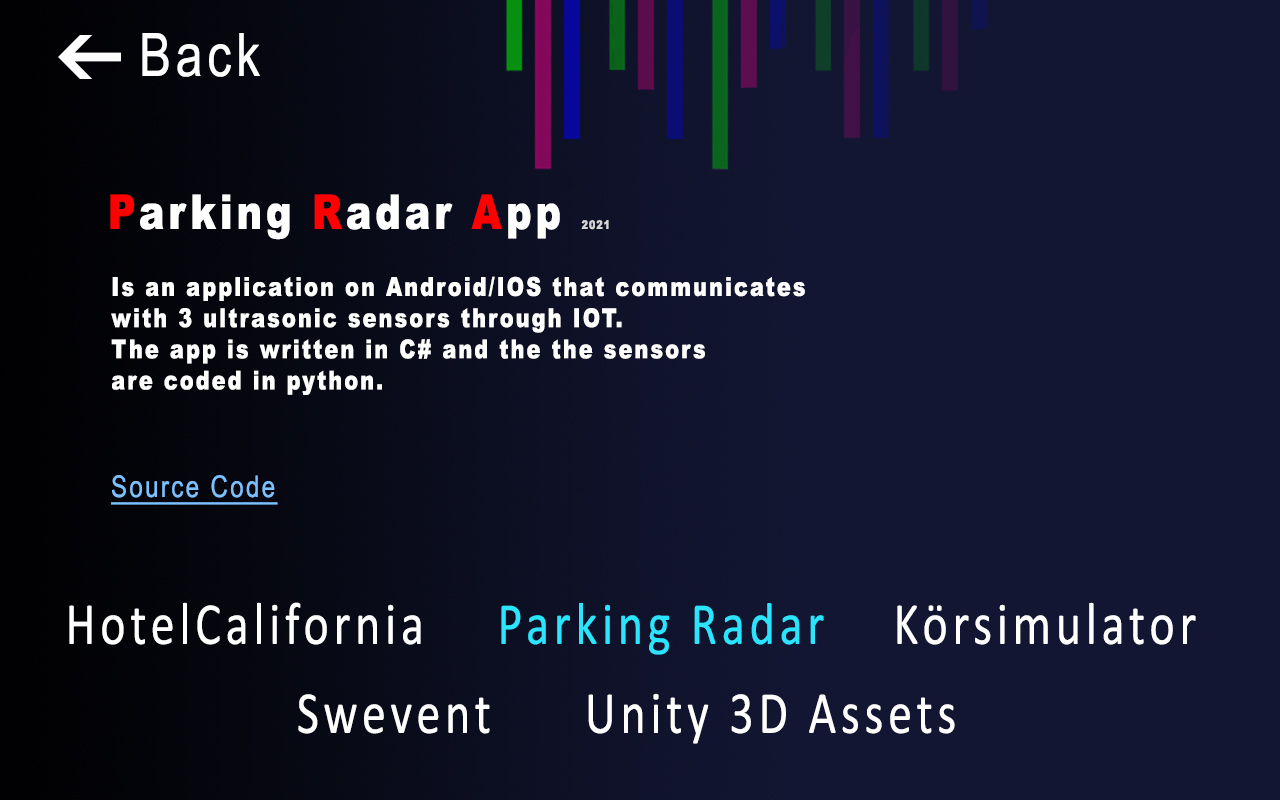 Back
Parking Radar App 2021
Is an application on Android/IOS that communicates
with 3 ultrasonic sensors through IOT.
The app is written in C# and the the sensors
are coded in python.
Source Code
HotelCalifornia Parking Radar Körsimulator
Swevent Unity 3D Assets